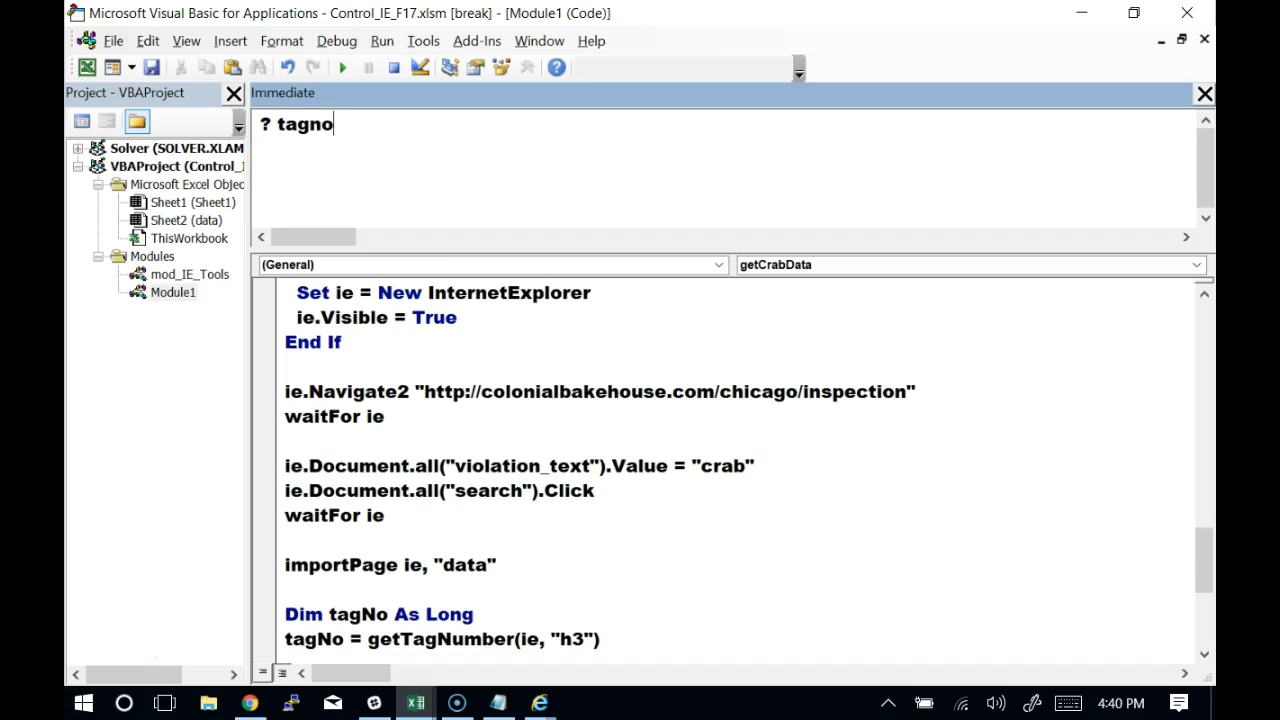 Microsoft Visual Basic for Applications - Control_IE_F17.xlsm [break] - [Module1 (Code)]
File Edit View Insert Format Debug Run Tools Add-Ins Window Help
Project - VBAProject
Immediate
? tagno
Solver (SOLVER.XLAM
VBAProject (Control_I
Microsoft Excel Objec
Sheet1 (Sheet1)
Sheet2 (data)
ThisWorkbook
Modules
mod_IE_Tools
Module1
(General) getCrabData
Set ie = New InternetExplorer
ie.Visible = True
End If
ie.Navigate2 "http://colonialbakehouse.com/chicago/inspection"
waitFor ie
ie.Document.all("violation_text").Value = "crab"
ie.Document.all("search").Click
waitFor ie
importPage ie, "data"
Dim tagNo As Long
tagNo = getTagNumber(ie, "h3")
4:40 PM